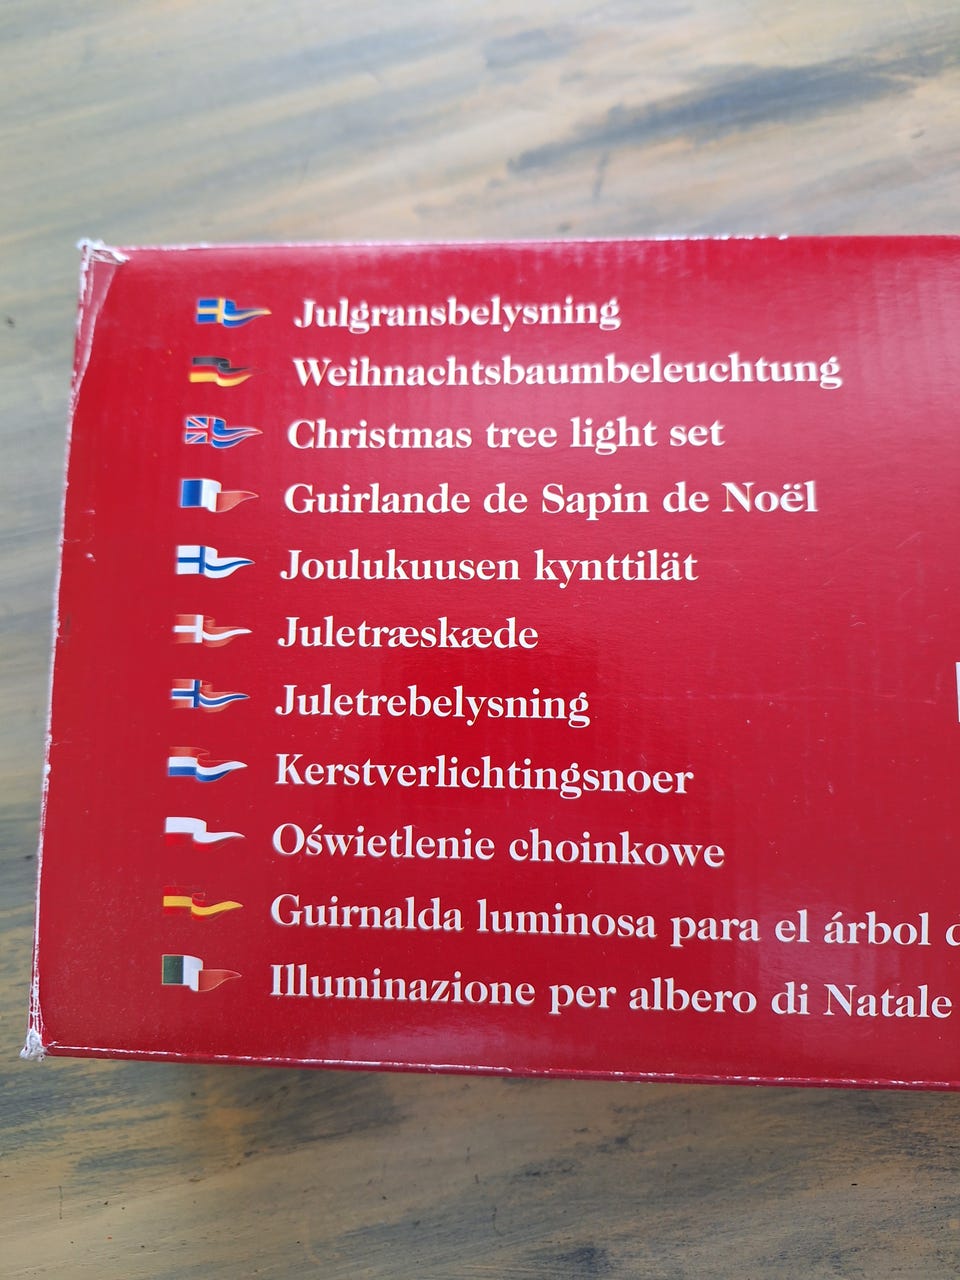 Julgransbelysning
Weihnachtsbaumbeleuchtung
Christmas tree light set
Guirlande de Sapin de Noël
Joulukuusen kynttilät
Juletræskæde
Juletrebelysning
Kerstverlichtingsnoer
Oświetlenie choinkowe
Guirnalda luminosa para el árbol
Illuminazione per albero di Natale